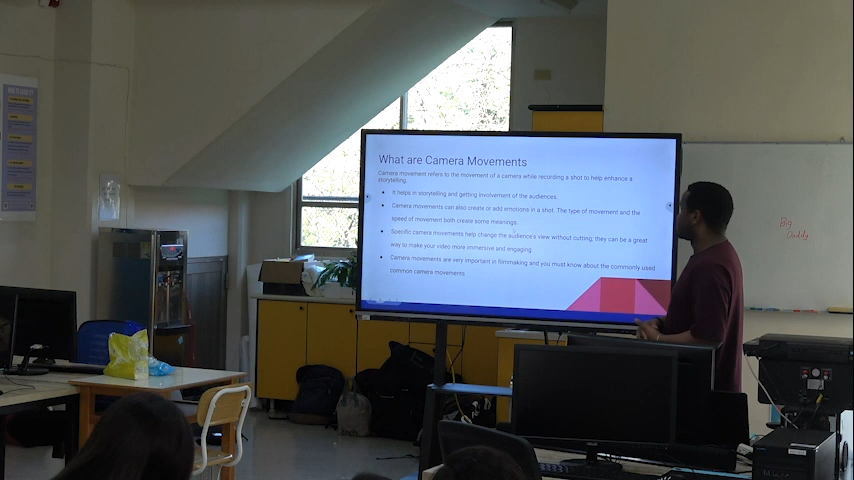 What are Camera Movements
Camera movement refers to the movement of a camera while recording a shot to help enhance a
storytelling.
It helps in storytelling and getting involvement of the audiences.
Camera movements can also create or add emotions in a shot. The type of movement and the
speed of movement both create some meanings.
Specific camera movements help change the audience's view without cutting; they can be a great
way to make your video more immersive and engaging.
Camera movements are very important in filmmaking and you must know about the commonly used
common camera movements
Big